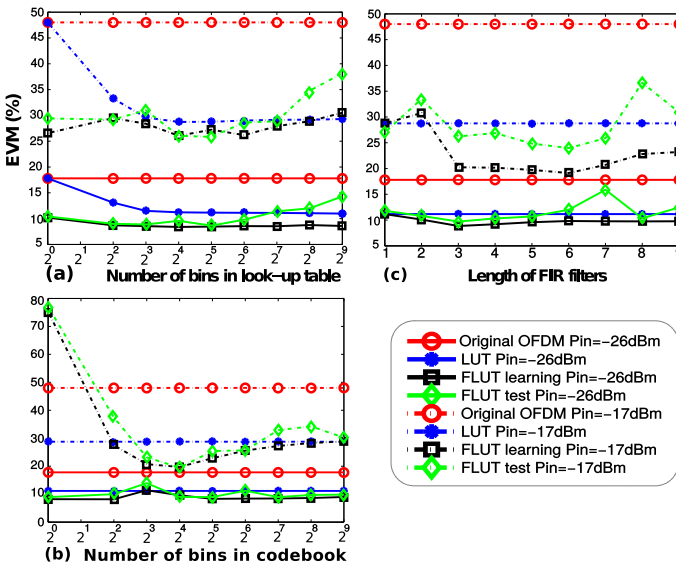 EVM (%)
50
45
40
35
30
25
20
15
10
5
2^0 2^1 2^2 2^3 2^4 2^5 2^6 2^7 2^8 2^9
(a) Number of bins in look-up table
50
45
40
35
30
25
20
15
10
5
1 2 3 4 5 6 7 8
(c) Length of FIR filters
80
70
60
50
40
30
20
10
0
2^0 2^1 2^2 2^3 2^4 2^5 2^6 2^7 2^8 2^9
(b) Number of bins in codebook
Original OFDM Pin=-26dBm
LUT Pin=-26dBm
FLUT learning Pin=-26dBm
FLUT test Pin=-26dBm
Original OFDM Pin=-17dBm
LUT Pin=-17dBm
FLUT learning Pin=-17dBm
FLUT test Pin=-17dBm